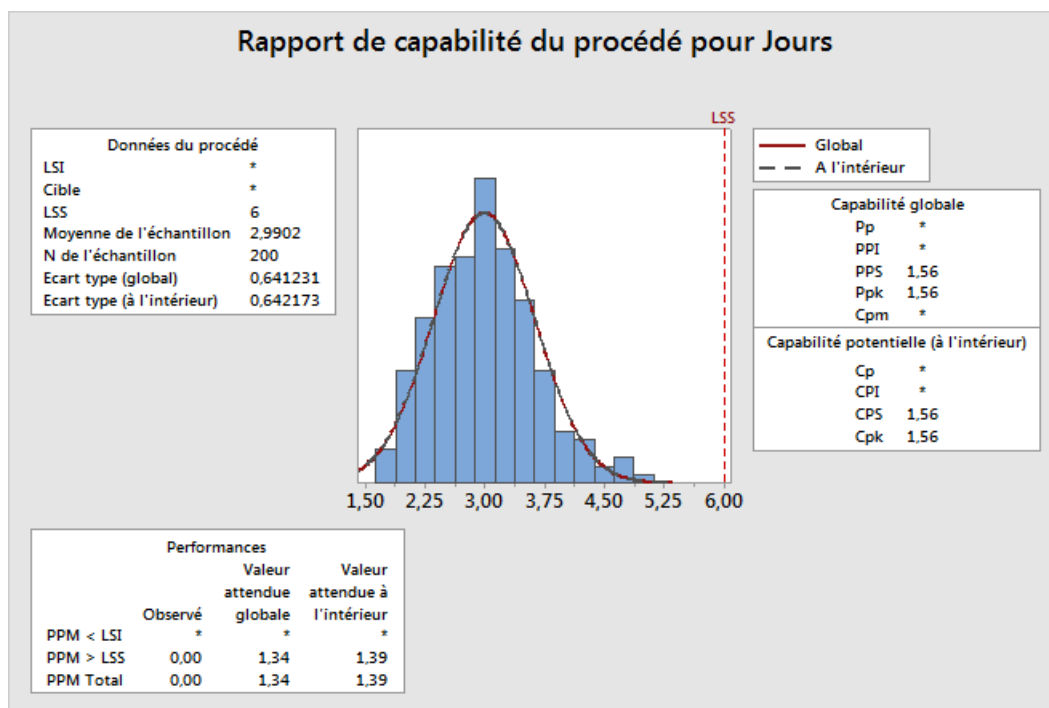 Rapport de capabilité du procédé pour Jours
Données du procédé
LSI *
Cible *
LSS 6
Moyenne de l'échantillon 2,9902
N de l'échantillon 200
Ecart type (global) 0,641231
Ecart type (à l'intérieur) 0,642173
LSS
1,50 2,25 3,00 3,75 4,50 5,25 6,00
Global
A l'intérieur
Capabilité globale
Pp *
PPI *
PPS 1,56
Ppk 1,56
Cpm *
Capabilité potentielle (à l'intérieur)
Cp *
CPI *
CPS 1,56
Cpk 1,56
Performances
Valeur Valeur
attendue attendue à
Observé globale l'intérieur
PPM < LSI * * *
PPM > LSS 0,00 1,34 1,39
PPM Total 0,00 1,34 1,39